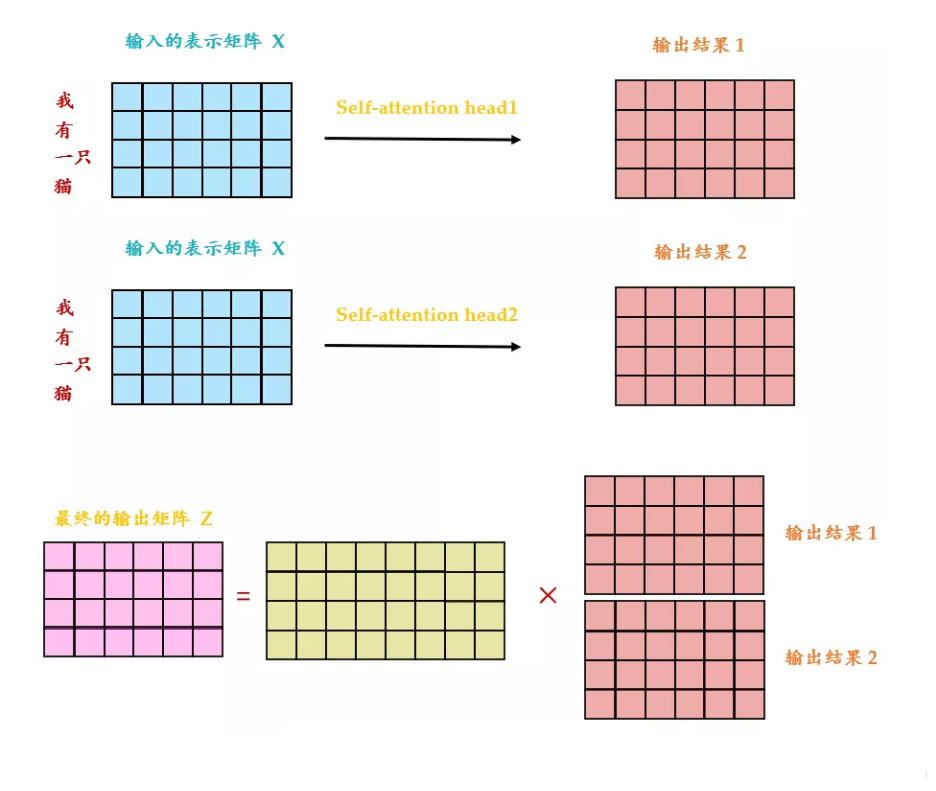 输入的表示矩阵 X
输出结果 1
我
有
一只
猫
Self-attention head1
输入的表示矩阵 X
输出结果 2
我
有
一只
猫
Self-attention head2
最终的输出矩阵 Z
=
×
输出结果 1
输出结果 2